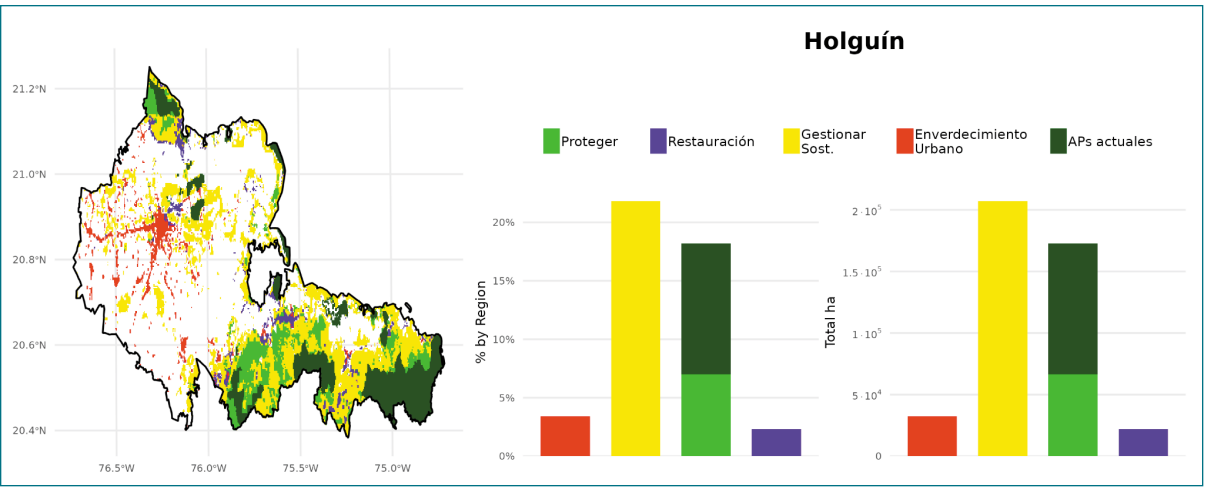 Holguín
21.2°N
21.0°N
20.8°N
20.6°N
20.4°N
76.5°W
76.0°W
75.5°W
75.0°W
Proteger
Restauración
Gestionar
Sost.
Enverdecimiento
Urbano
APs actuales
% by Region
20%
15%
10%
5%
0%
Total ha
2·10⁵
1.5·10⁵
1·10⁵
5·10⁴
0